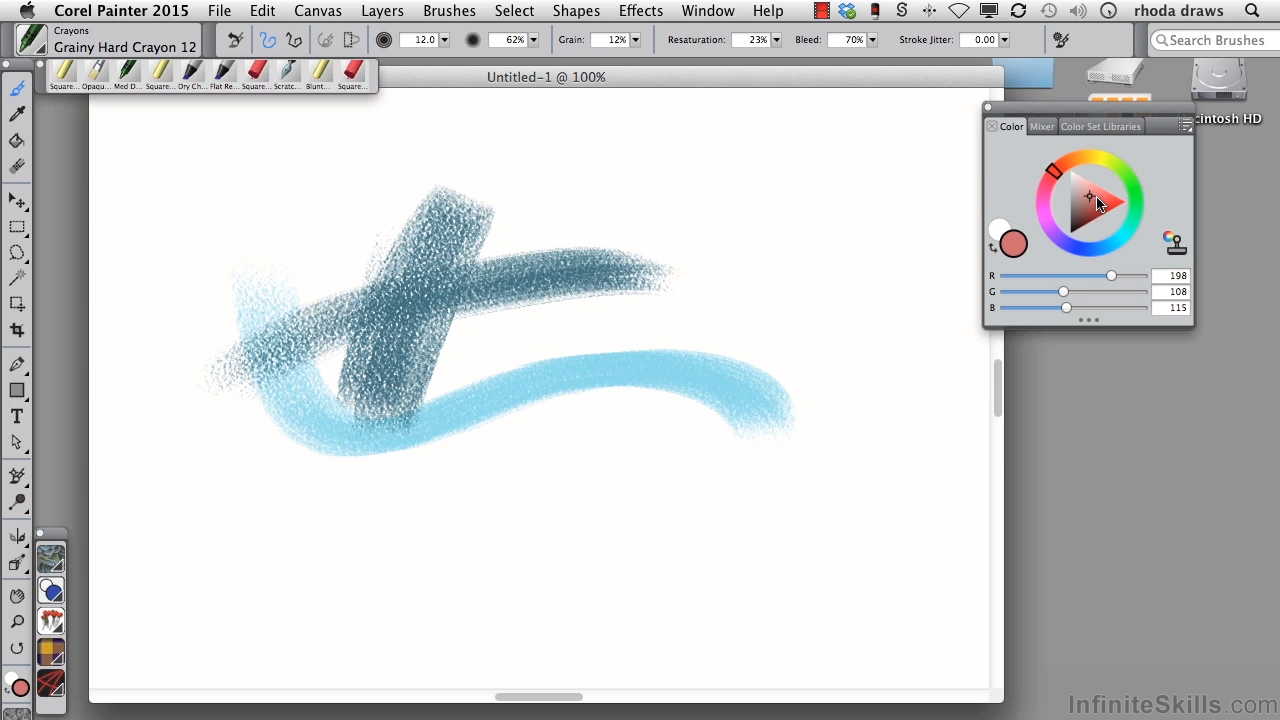 Corel Painter 2015 File Edit Canvas Layers Brushes Select Shapes Effects Window Help rhoda draws
Crayons
Grainy Hard Crayon 12
12.0 62% Grain: 12% Resaturation: 23% Bleed: 70% Stroke Jitter: 0.00 Search Brushes
Square... Opaqu... Med D... Square... Dry Ch... Flat Re... Square... Scratc... Blunt... Square...
Untitled-1 @ 100%
cintosh HD
Color Mixer Color Set Libraries
R 198
G 108
B 115
InfiniteSkills.com